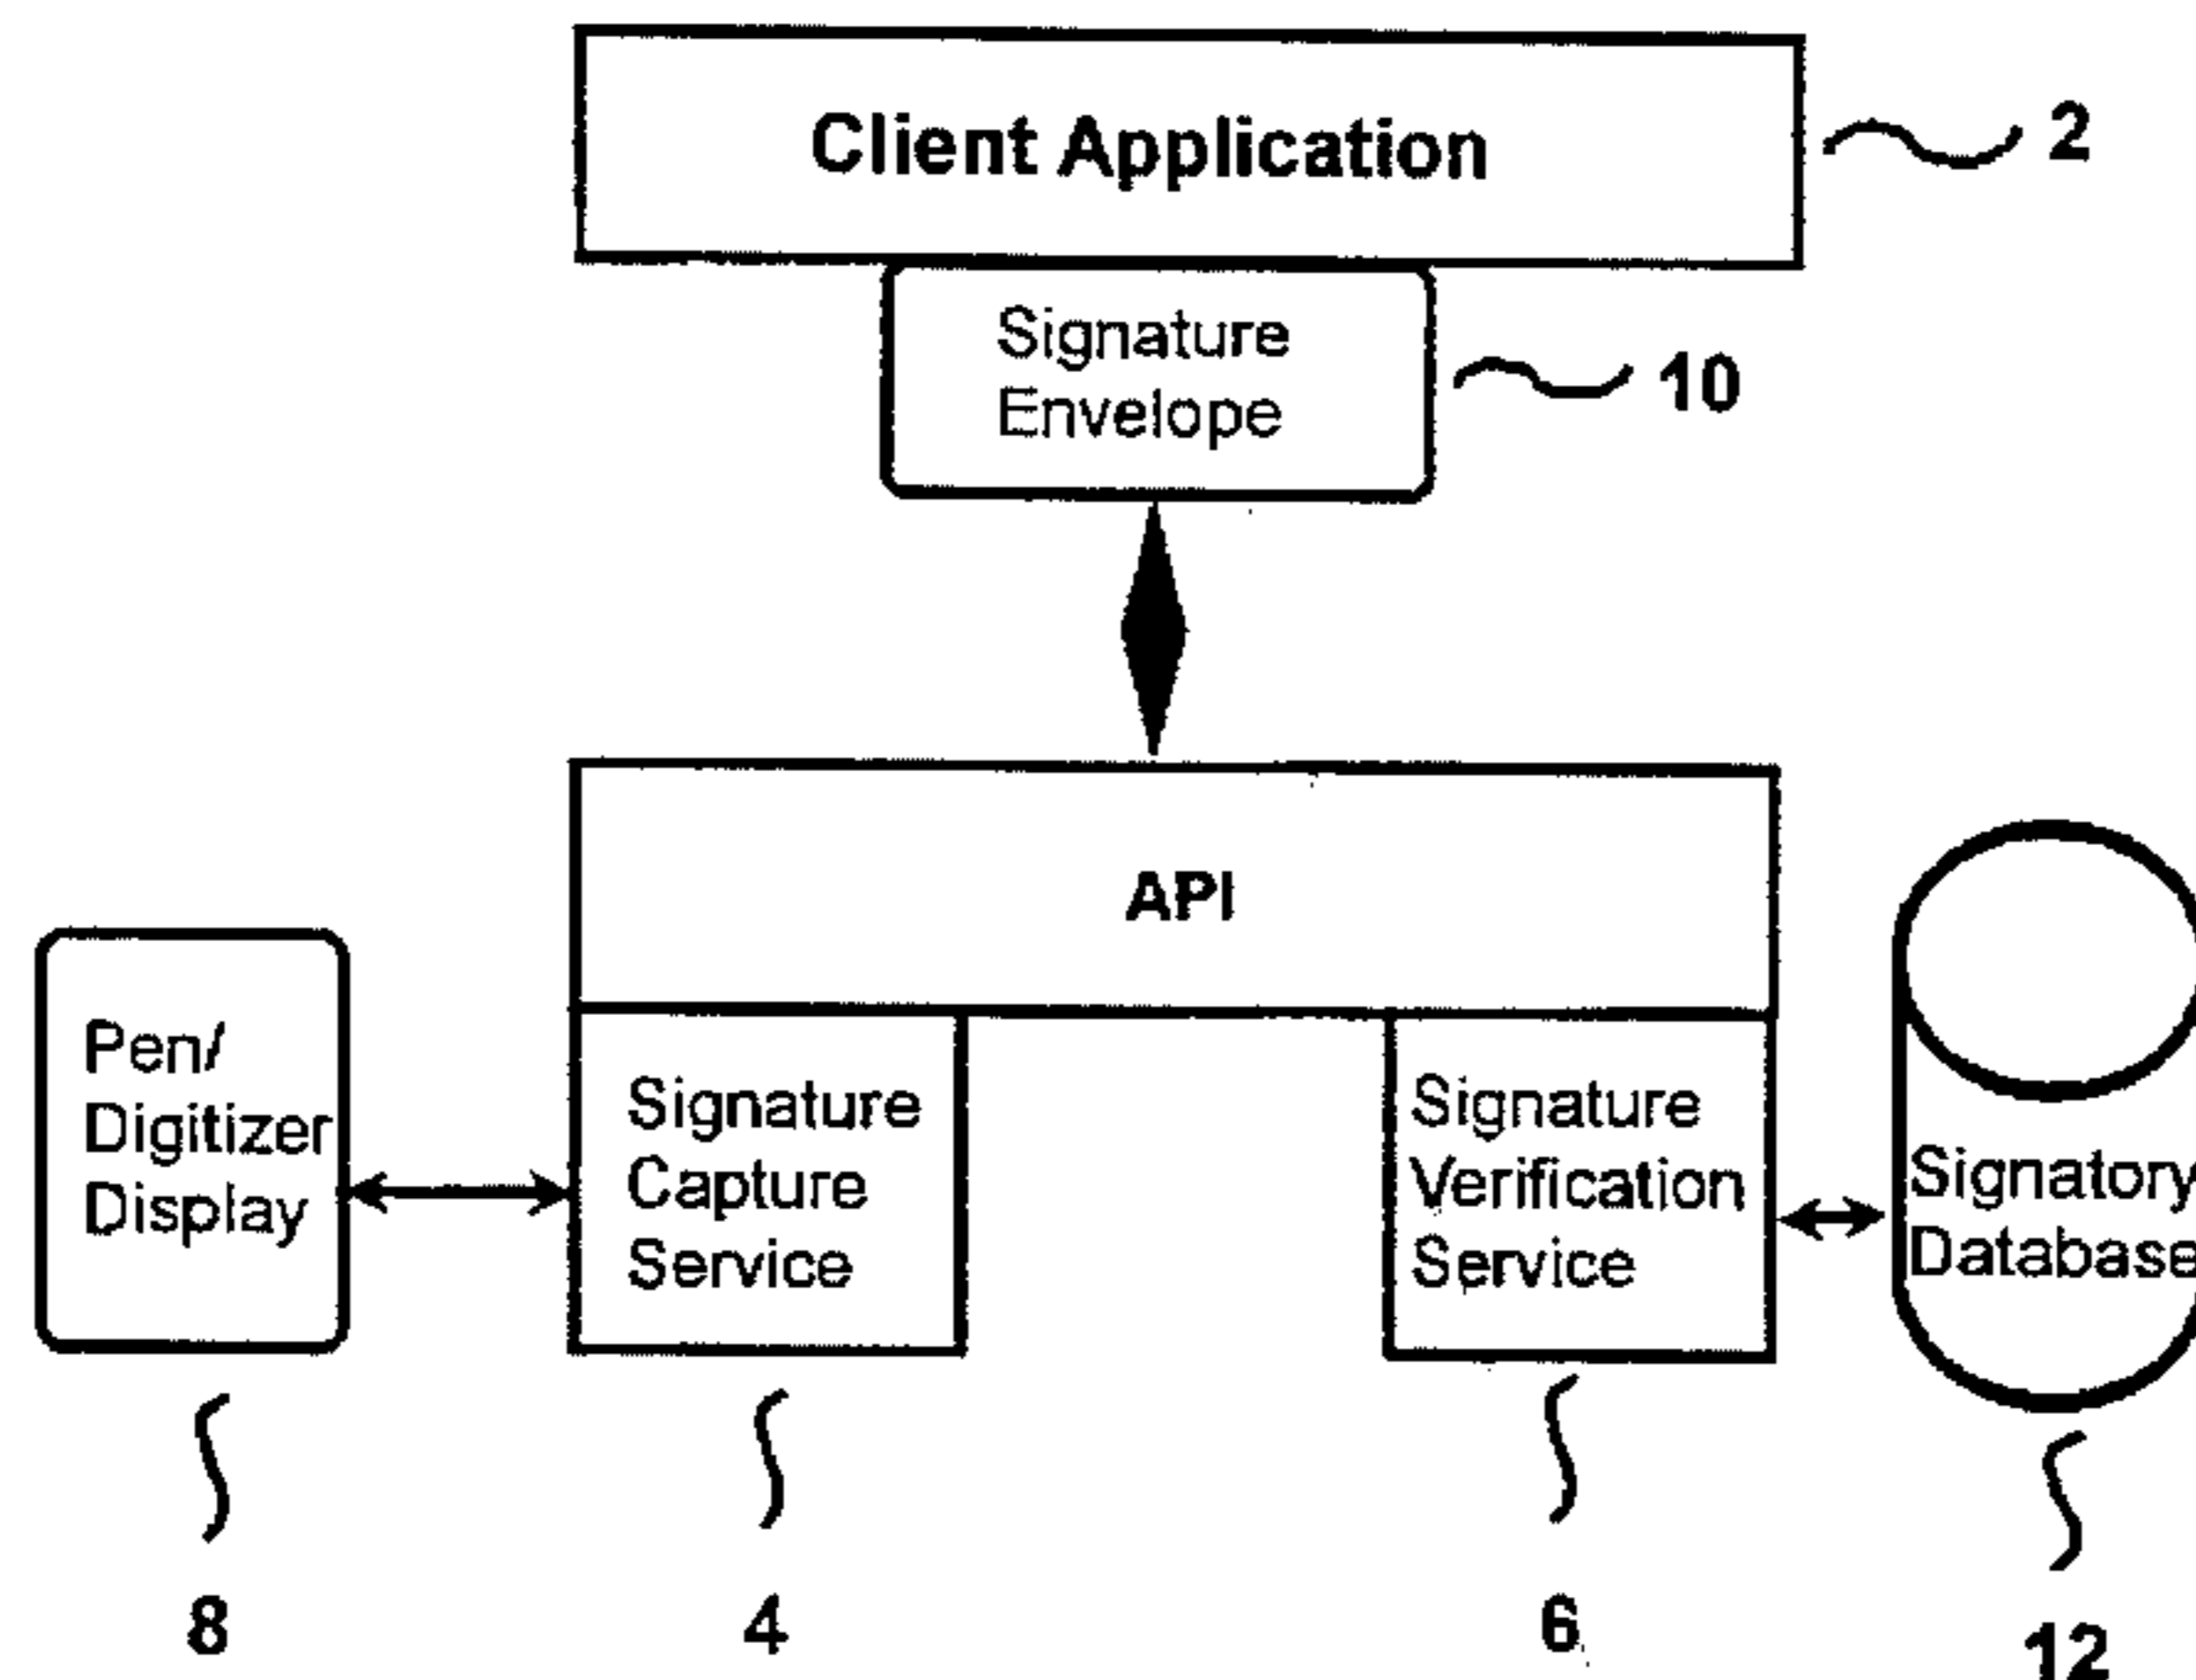 Client Application
2
Signature
Envelope
10
API
Pen/
Digitizer
Display
Signature
Capture
Service
Signature
Verification
Service
Signatory
Database
8
4
6
12